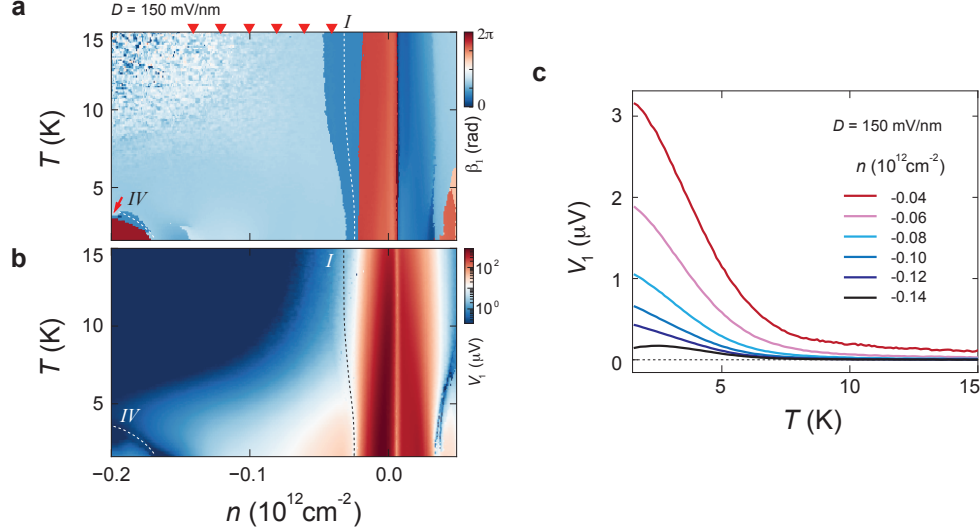 a
D = 150 mV/nm
I
15
10
5
T (K)
IV
2π
0
β₁ (rad)
b
I
15
10
5
T (K)
IV
10²
10⁰
V₁ (μV)
−0.2
−0.1
0.0
n (10¹²cm⁻²)
c
3
2
1
0
V₁ (μV)
D = 150 mV/nm
n (10¹²cm⁻²)
-0.04
-0.06
-0.08
-0.10
-0.12
-0.14
5
10
15
T (K)